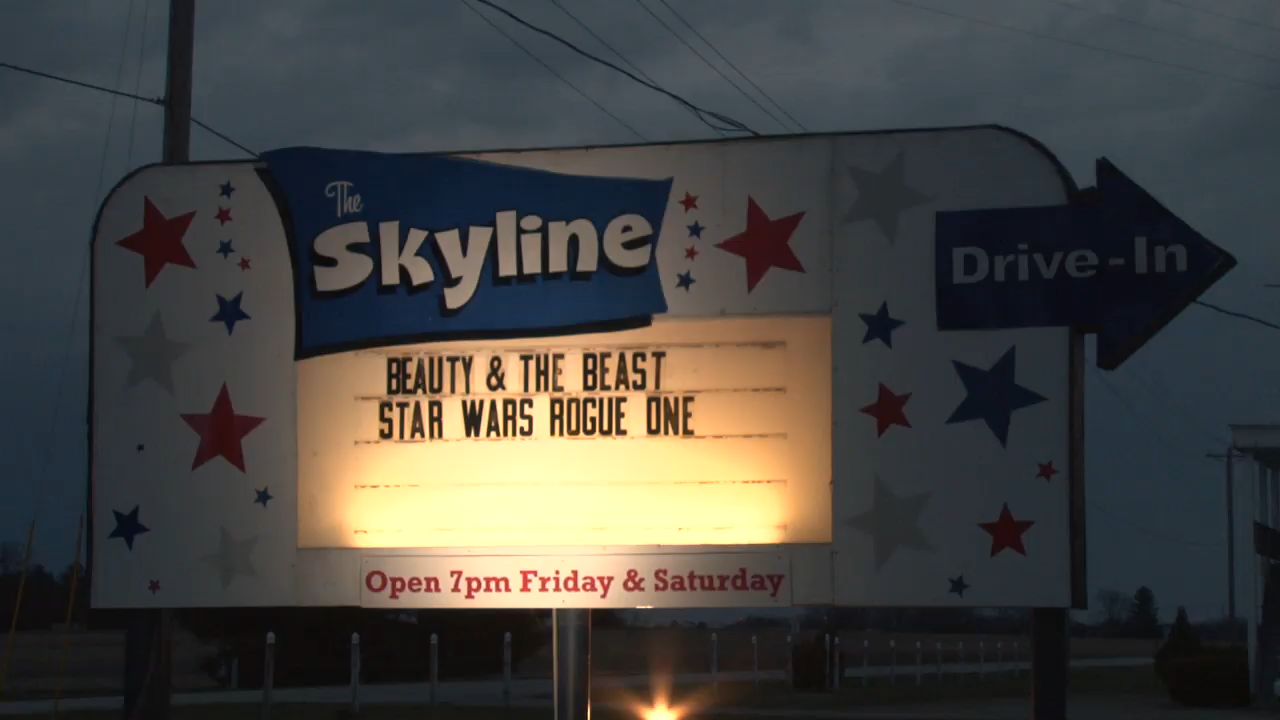 The
Skyline
Drive-In
BEAUTY & THE BEAST
STAR WARS ROGUE ONE
Open 7pm Friday & Saturday